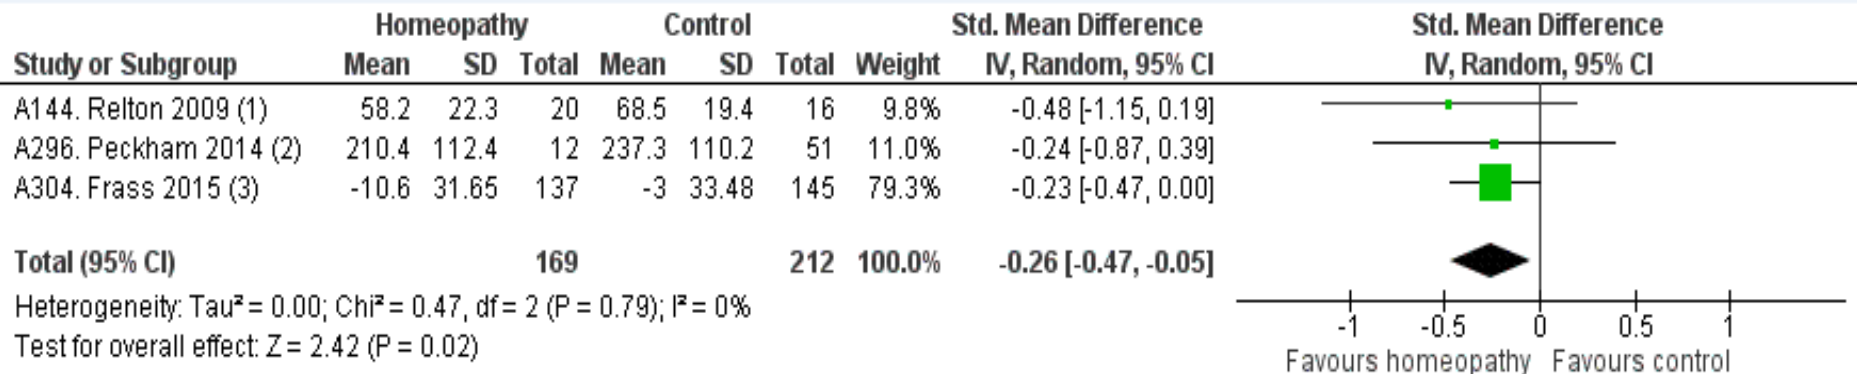 Homeopathy Control Std. Mean Difference Std. Mean Difference
Study or Subgroup Mean SD Total Mean SD Total Weight IV, Random, 95% CI IV, Random, 95% CI
A144. Relton 2009 (1) 58.2 22.3 20 68.5 19.4 16 9.8% -0.48 [-1.15, 0.19]
A296. Peckham 2014 (2) 210.4 112.4 12 237.3 110.2 51 11.0% -0.24 [-0.87, 0.39]
A304. Frass 2015 (3) -10.6 31.65 137 -3 33.48 145 79.3% -0.23 [-0.47, 0.00]
Total (95% CI) 169 212 100.0% -0.26 [-0.47, -0.05]
Heterogeneity: Tau² = 0.00; Chi² = 0.47, df = 2 (P = 0.79); I² = 0%
Test for overall effect: Z = 2.42 (P = 0.02)
-1 -0.5 0 0.5 1
Favours homeopathy Favours control